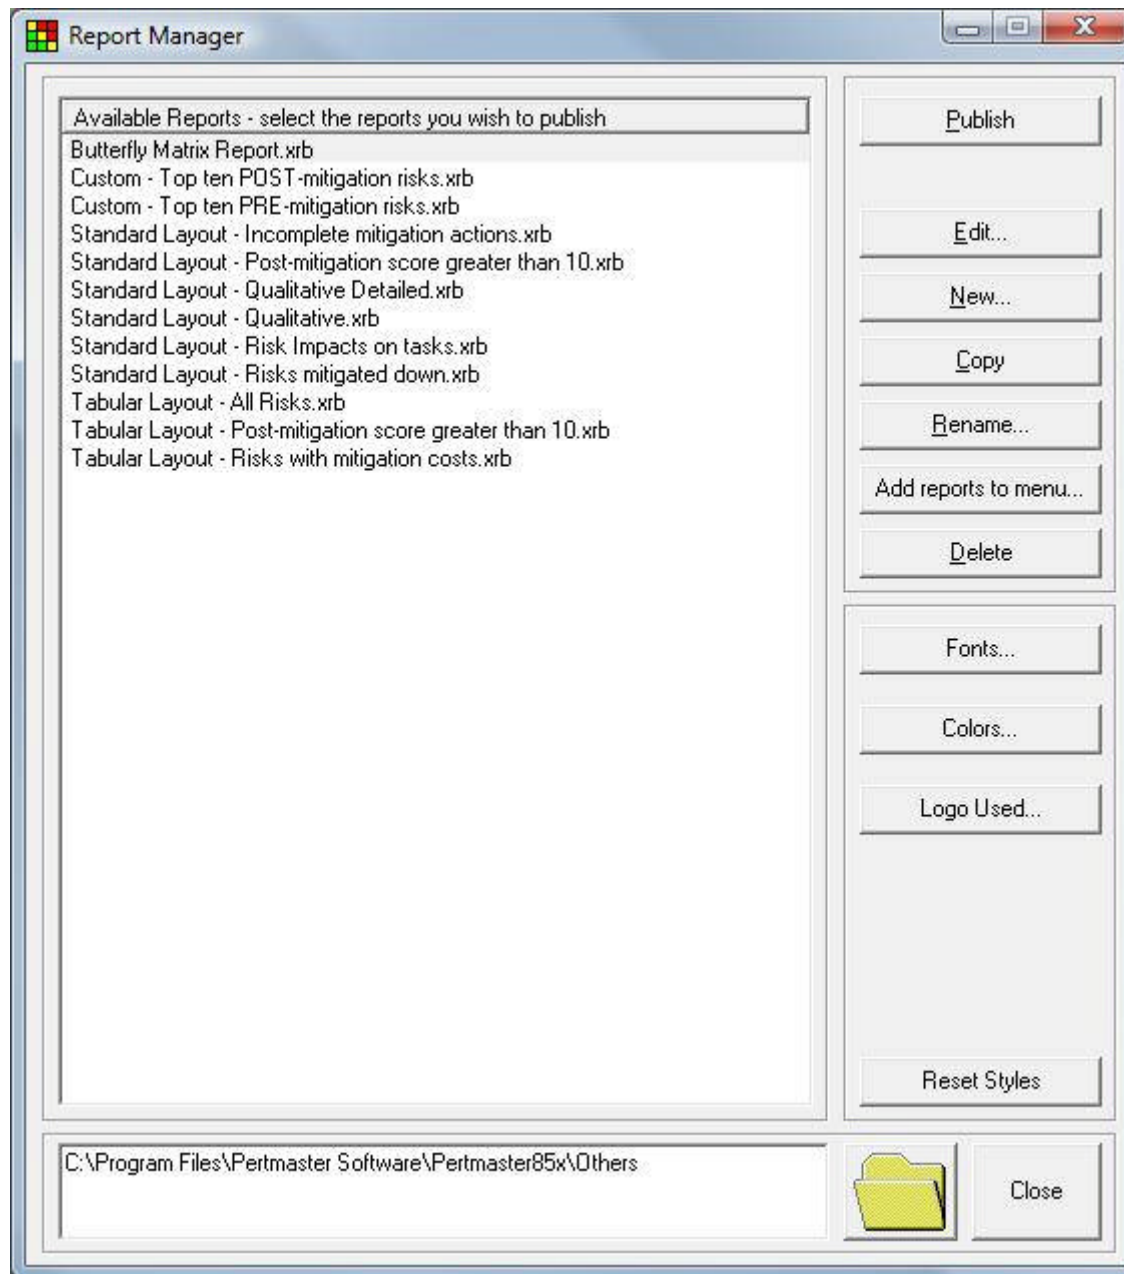 Report Manager
Available Reports - select the reports you wish to publish
Butterfly Matrix Report.xrb
Custom - Top ten POST-mitigation risks.xrb
Custom - Top ten PRE-mitigation risks.xrb
Standard Layout - Incomplete mitigation actions.xrb
Standard Layout - Post-mitigation score greater than 10.xrb
Standard Layout - Qualitative Detailed.xrb
Standard Layout - Qualitative.xrb
Standard Layout - Risk Impacts on tasks.xrb
Standard Layout - Risks mitigated down.xrb
Tabular Layout - All Risks.xrb
Tabular Layout - Post-mitigation score greater than 10.xrb
Tabular Layout - Risks with mitigation costs.xrb
Publish
Edit...
New...
Copy
Rename...
Add reports to menu...
Delete
Fonts...
Colors...
Logo Used...
Reset Styles
C:\Program Files\Pertmaster Software\Pertmaster85x\Others
Close